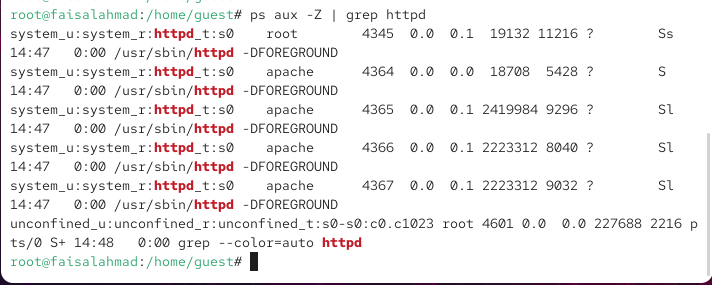 root@faisalahmad:/home/guest# ps aux -Z | grep httpd
system_u:system_r:httpd_t:s0    root        4345  0.0  0.1  19132 11216 ?        Ss
14:47   0:00 /usr/sbin/httpd -DFOREGROUND
system_u:system_r:httpd_t:s0    apache      4364  0.0  0.0  18708  5428 ?        S
14:47   0:00 /usr/sbin/httpd -DFOREGROUND
system_u:system_r:httpd_t:s0    apache      4365  0.0  0.1 2419984 9296 ?        Sl
14:47   0:00 /usr/sbin/httpd -DFOREGROUND
system_u:system_r:httpd_t:s0    apache      4366  0.0  0.1 2223312 8040 ?        Sl
14:47   0:00 /usr/sbin/httpd -DFOREGROUND
system_u:system_r:httpd_t:s0    apache      4367  0.0  0.1 2223312 9032 ?        Sl
14:47   0:00 /usr/sbin/httpd -DFOREGROUND
unconfined_u:unconfined_r:unconfined_t:s0-s0:c0.c1023 root 4601 0.0  0.0 227688 2216 p
ts/0 S+ 14:48   0:00 grep --color=auto httpd
root@faisalahmad:/home/guest#